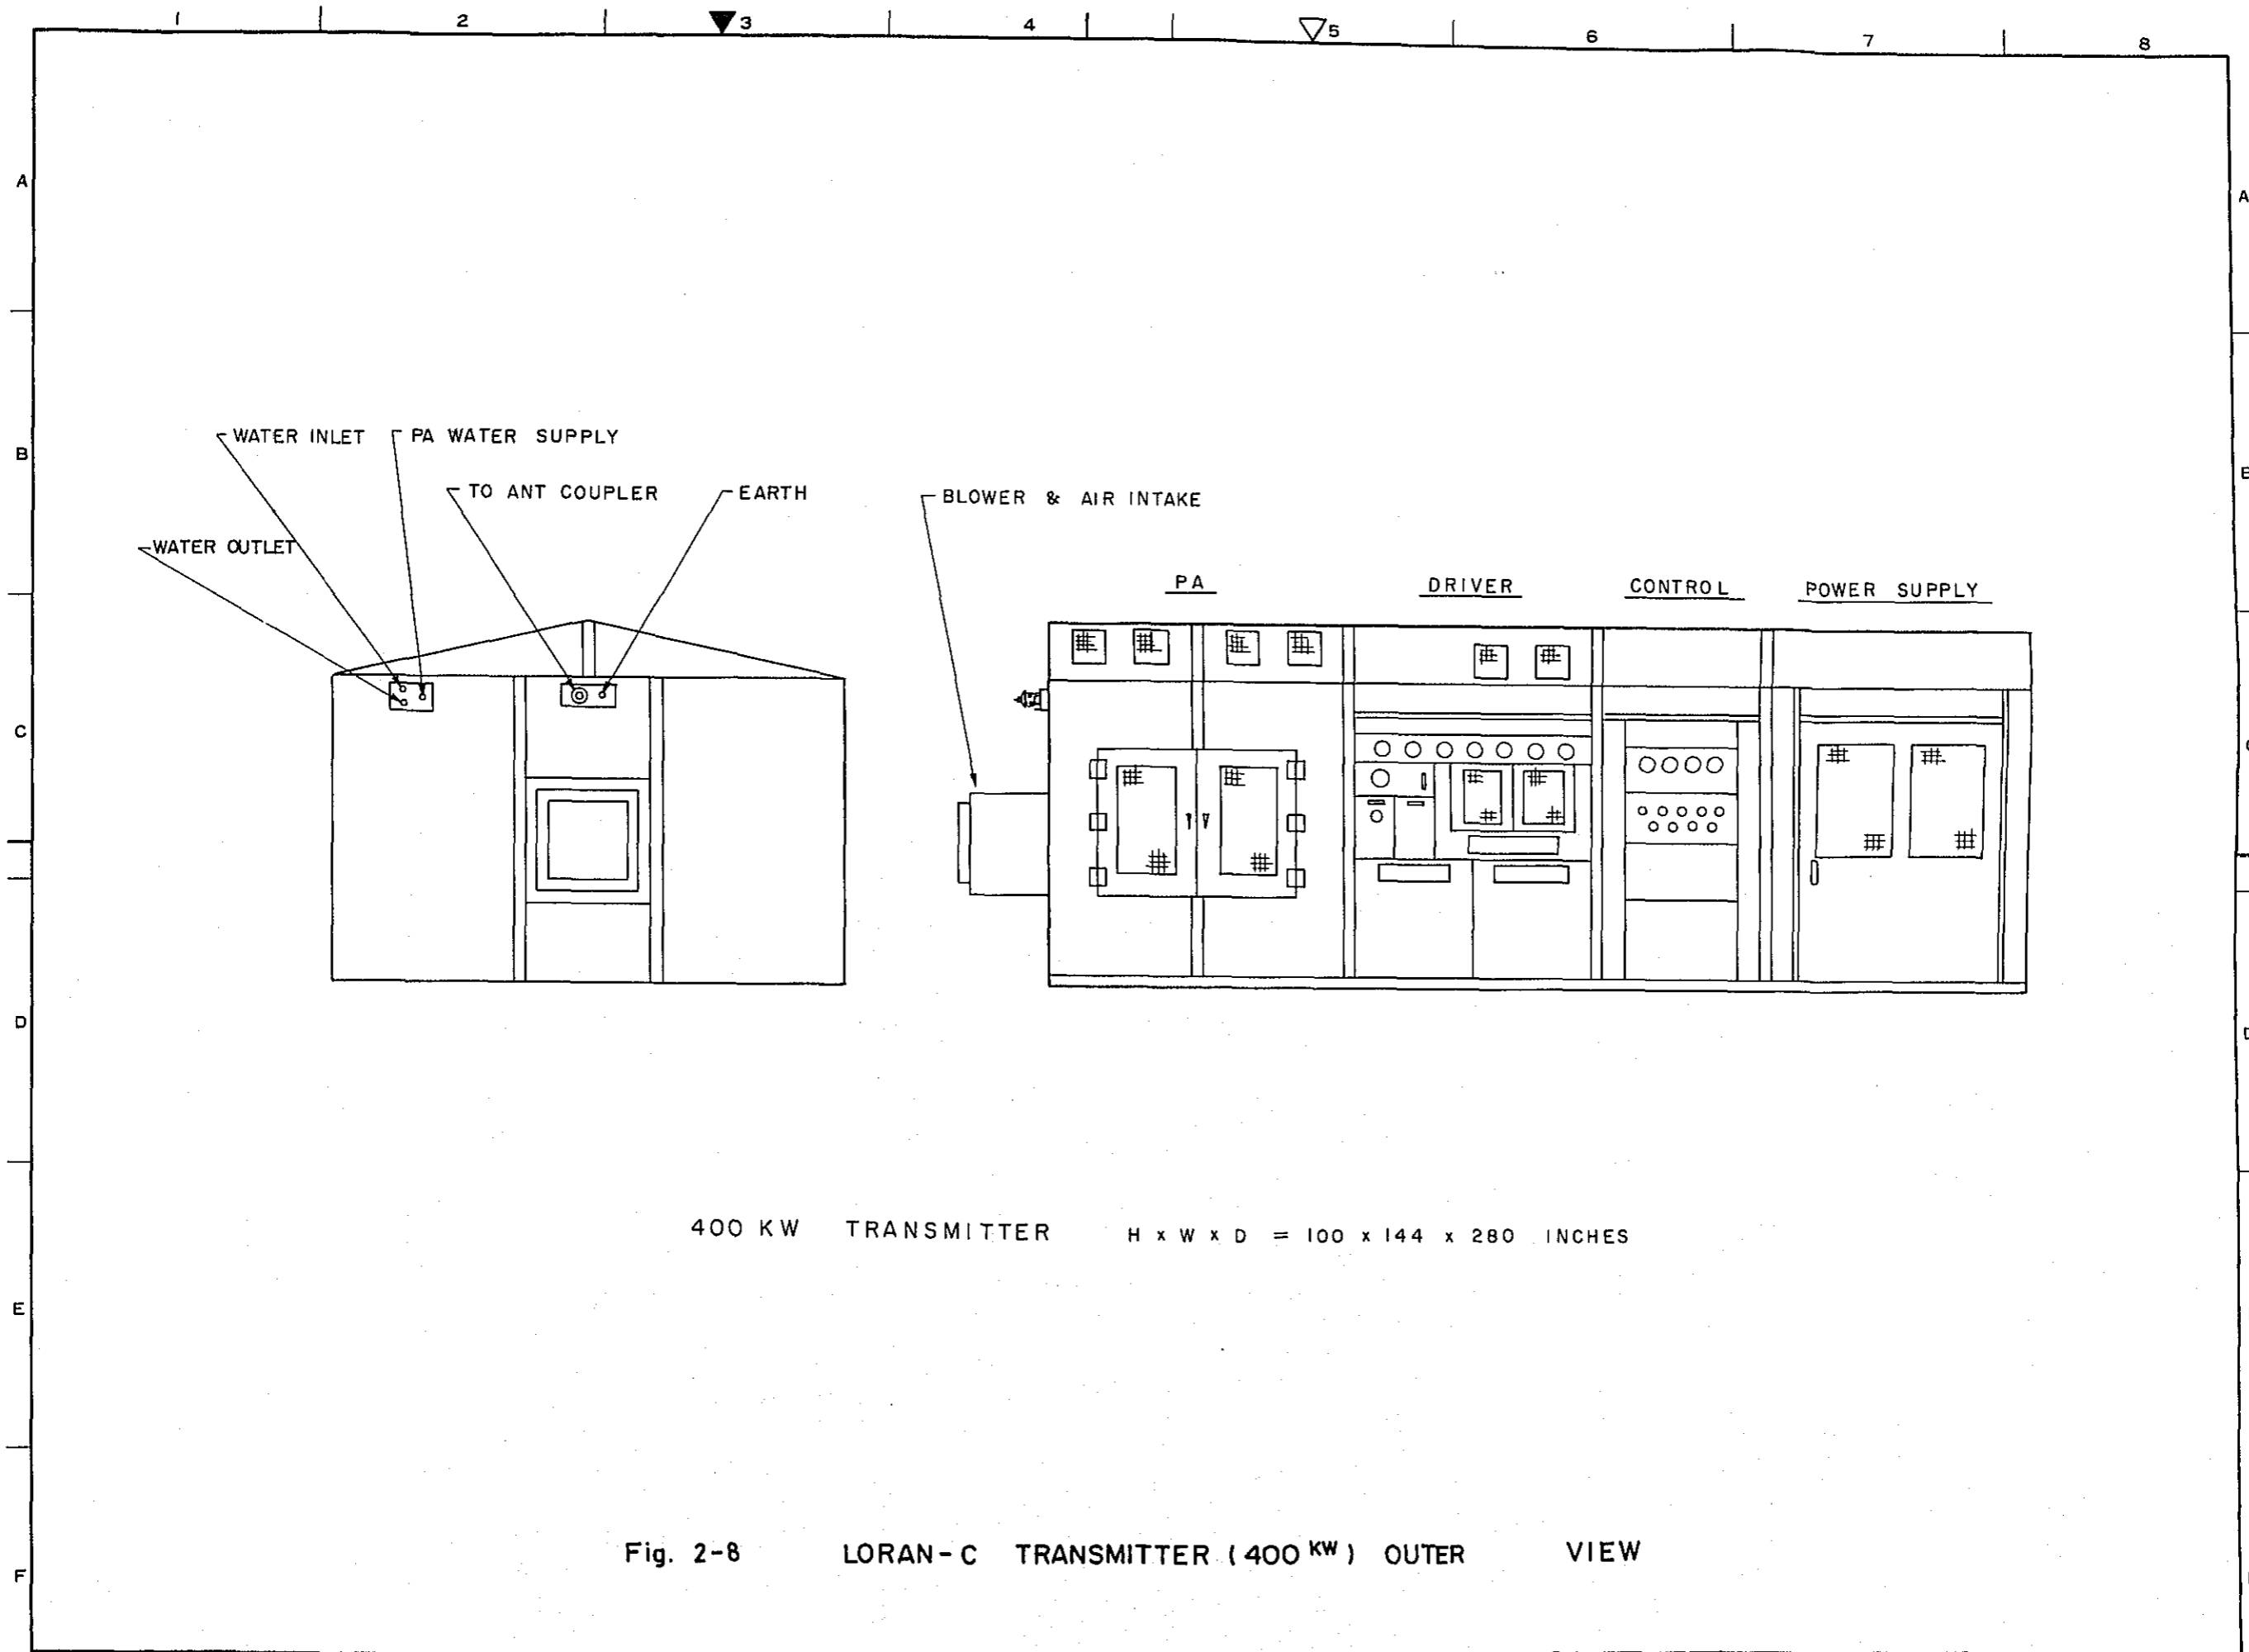 1 2 3 4 5 6 7 8
A A
WATER INLET PA WATER SUPPLY
B
TO ANT COUPLER EARTH
BLOWER & AIR INTAKE
WATER OUTLET
PA DRIVER CONTROL POWER SUPPLY
C
D
400 KW TRANSMITTER H x W x D = 100 x 144 x 280 INCHES
E
Fig. 2-8 LORAN-C TRANSMITTER (400 KW) OUTER VIEW
F